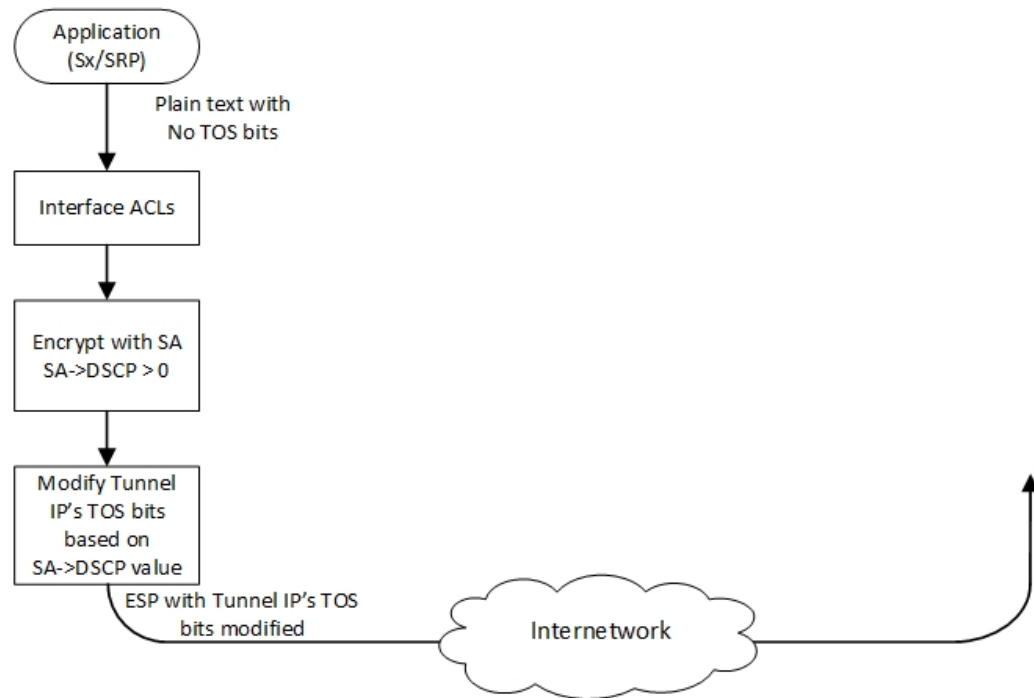 Application
(Sx/SRP)
Plain text with
No TOS bits
Interface ACLs
Encrypt with SA
SA->DSCP > 0
Modify Tunnel
IP's TOS bits
based on
SA->DSCP value
ESP with Tunnel IP's TOS
bits modified
Internetwork